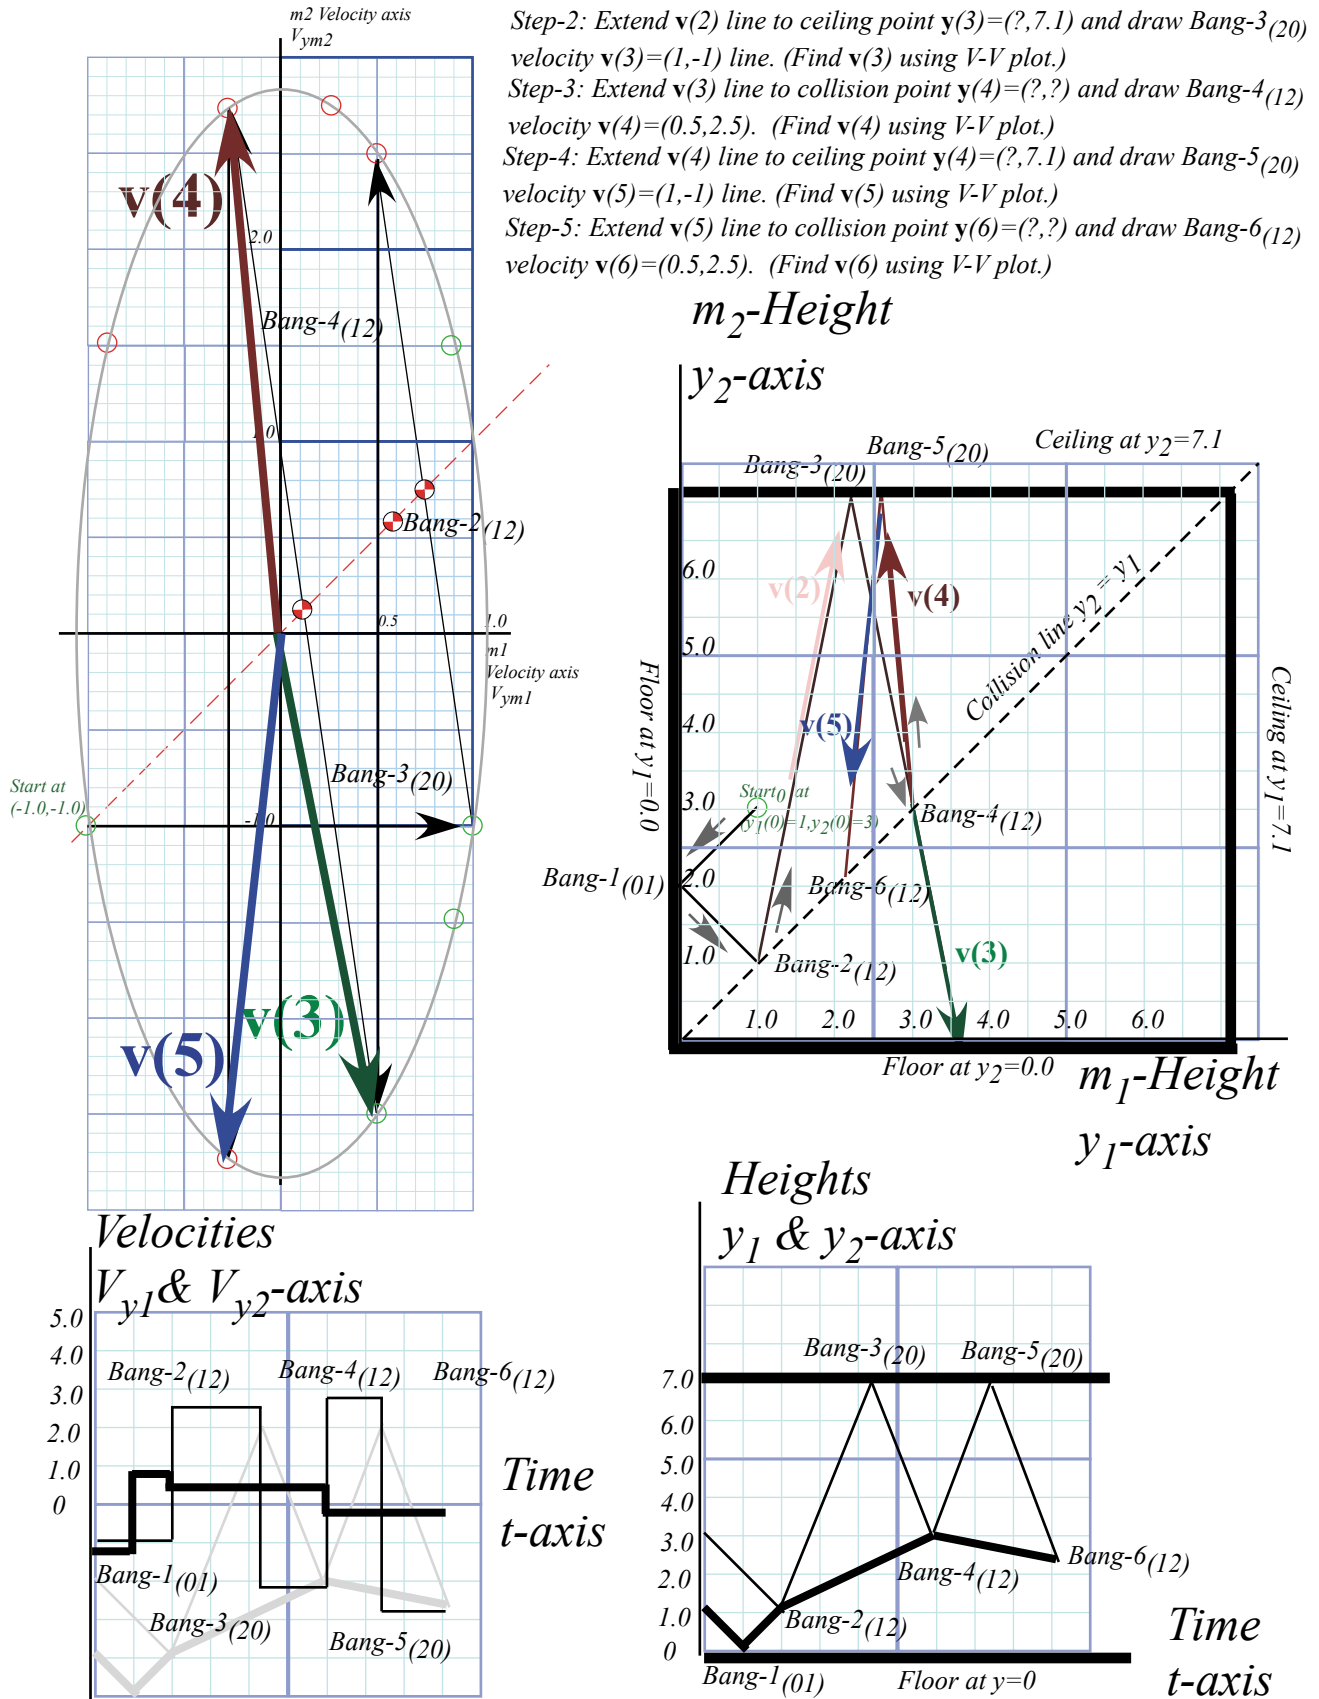 m2 Velocity axis
Vym2
Step-2: Extend v(2) line to ceiling point y(3)=(?,7.1) and draw Bang-3(20)
velocity v(3)=(1,-1) line. (Find v(3) using V-V plot.)
Step-3: Extend v(3) line to collision point y(4)=(?,?) and draw Bang-4(12)
velocity v(4)=(0.5,2.5). (Find v(4) using V-V plot.)
Step-4: Extend v(4) line to ceiling point y(4)=(?,7.1) and draw Bang-5(20)
velocity v(5)=(1,-1) line. (Find v(5) using V-V plot.)
Step-5: Extend v(5) line to collision point y(6)=(?,?) and draw Bang-6(12)
velocity v(6)=(0.5,2.5). (Find v(6) using V-V plot.)
v(4)
2.0
Bang-4(12)
1.0
Bang-2(12)
0.5
1.0
m1
Velocity axis
Vym1
Bang-3(20)
Start at
(-1.0,-1.0)
-1.0
v(3)
v(5)
m2-Height
y2-axis
Bang-5(20)
Ceiling at y2=7.1
Bang-3(20)
6.0
v(2)
v(4)
Collision line y2 = y1
5.0
Floor at y1=0.0
Ceiling at y1=7.1
4.0
v(5)
3.0
Start0 at
(y1(0)=1,y2(0)=3)
Bang-4(12)
Bang-1(01)
2.0
Bang-6(12)
1.0
Bang-2(12)
v(3)
1.0 2.0 3.0 4.0 5.0 6.0
Floor at y2=0.0
m1-Height
y1-axis
Velocities
Vy1& Vy2-axis
5.0
4.0
3.0
2.0
1.0
0
Bang-2(12)
Bang-4(12)
Bang-6(12)
Time
t-axis
Bang-1(01)
Bang-3(20)
Bang-5(20)
Heights
y1 & y2-axis
Bang-3(20)
Bang-5(20)
7.0
6.0
5.0
4.0
3.0
2.0
1.0
0
Bang-6(12)
Bang-4(12)
Bang-2(12)
Bang-1(01)
Floor at y=0
Time
t-axis